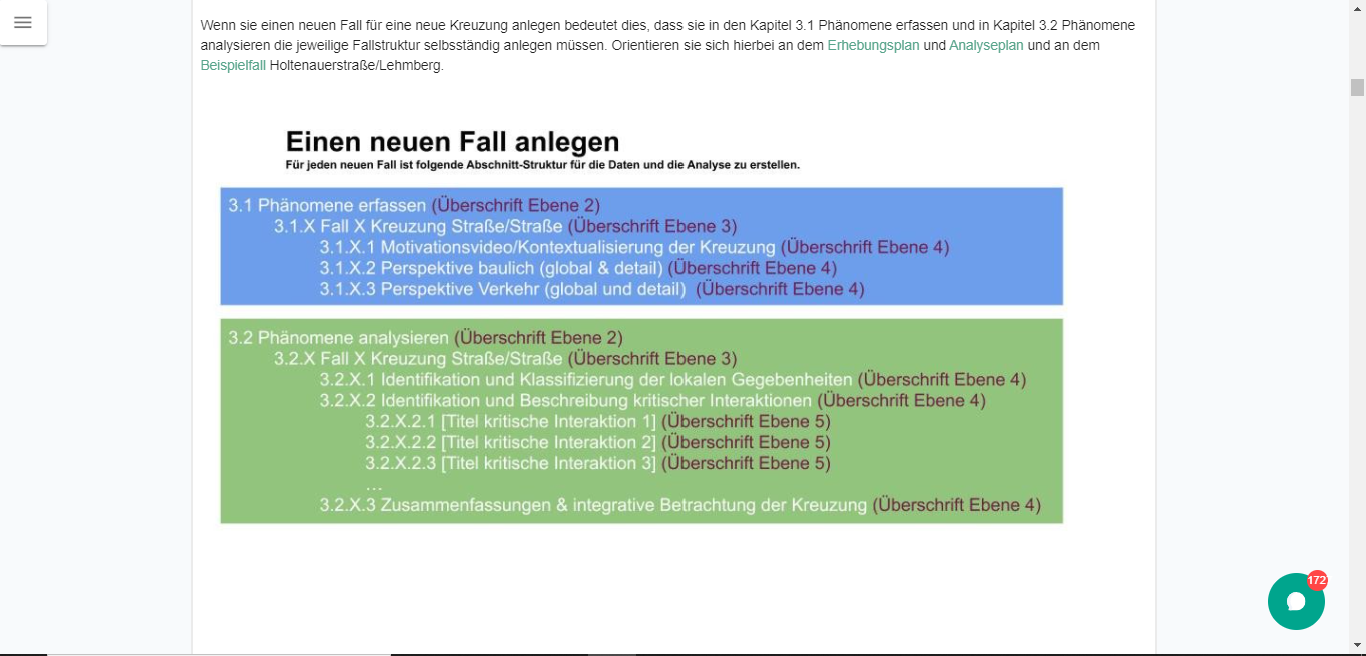 Wenn sie einen neuen Fall für eine neue Kreuzung anlegen bedeutet dies, dass sie in den Kapitel 3.1 Phänomene erfassen und in Kapitel 3.2 Phänomene
analysieren die jeweilige Fallstruktur selbsständig anlegen müssen. Orientieren sie sich hierbei an dem Erhebungsplan und Analyseplan und an dem
Beispielfall Holtenauerstraße/Lehmberg.
Einen neuen Fall anlegen
Für jeden neuen Fall ist folgende Abschnitt-Struktur für die Daten und die Analyse zu erstellen.
3.1 Phänomene erfassen (Überschrift Ebene 2)
3.1.X Fall X Kreuzung Straße/Straße (Überschrift Ebene 3)
3.1.X.1 Motivationsvideo/Kontextualisierung der Kreuzung (Überschrift Ebene 4)
3.1.X.2 Perspektive baulich (global & detail) (Überschrift Ebene 4)
3.1.X.3 Perspektive Verkehr (global und detail) (Überschrift Ebene 4)
3.2 Phänomene analysieren (Überschrift Ebene 2)
3.2.X Fall X Kreuzung Straße/Straße (Überschrift Ebene 3)
3.2.X.1 Identifikation und Klassifizierung der lokalen Gegebenheiten (Überschrift Ebene 4)
3.2.X.2 Identifikation und Beschreibung kritischer Interaktionen (Überschrift Ebene 4)
3.2.X.2.1 [Titel kritische Interaktion 1] (Überschrift Ebene 5)
3.2.X.2.2 [Titel kritische Interaktion 2] (Überschrift Ebene 5)
3.2.X.2.3 [Titel kritische Interaktion 3] (Überschrift Ebene 5)
...
3.2.X.3 Zusammenfassungen & integrative Betrachtung der Kreuzung (Überschrift Ebene 4)
172